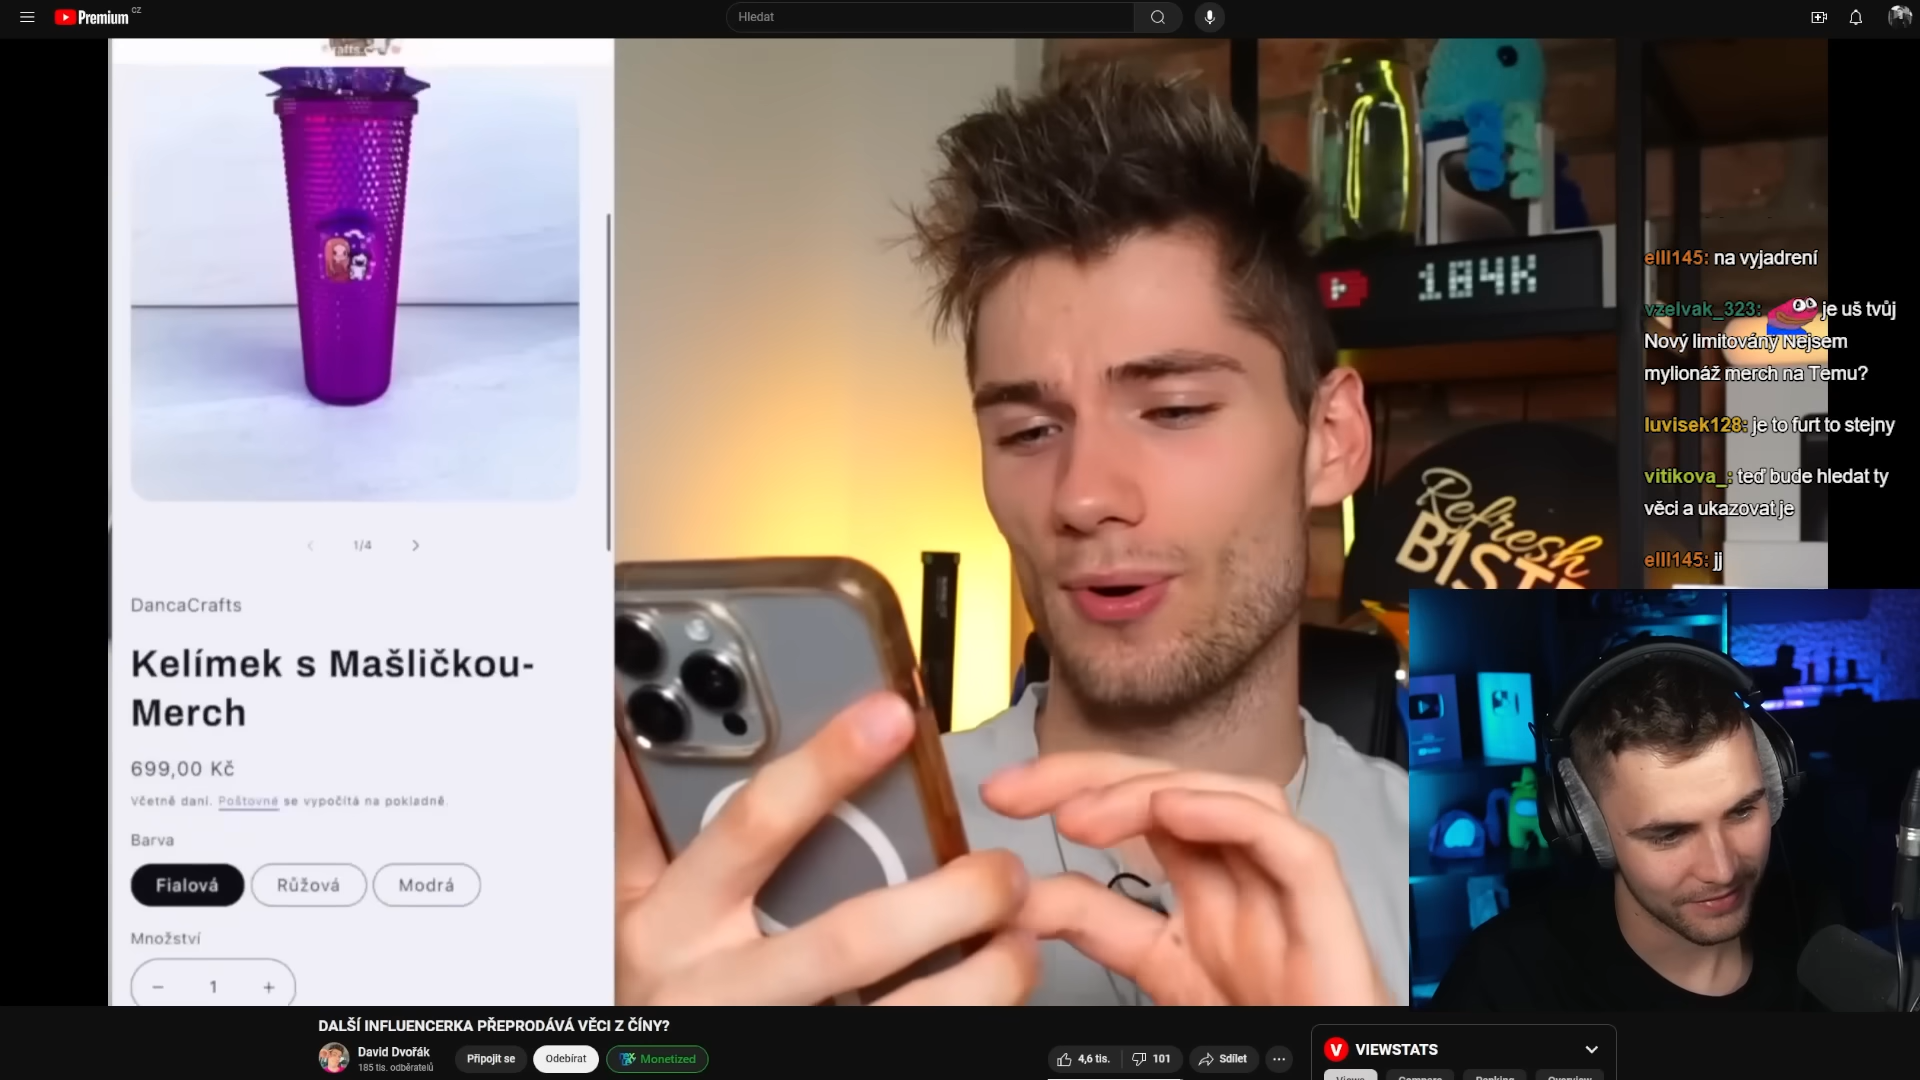 Premium CZ
Hledat
184K
Refresh
DancaCrafts
1/4
Kelímek s Mašličkou-
Merch
699,00 Kč
Včetně daní. Poštovné se vypočítá na pokladně.
Barva
Fialová Růžová Modrá
Množství
− 1 +
elll145: na vyjadrení
vzelvak_323: je uš tvůj
Nový limitovány Nejsem
mylionáž merch na Temu?
luvisek128: je to furt to stejny
vitikova_: teď bude hledat ty
věci a ukazovat je
elll145: jj
DALŠÍ INFLUENCERKA PŘEPRODÁVÁ VĚCI Z ČÍNY?
David Dvořák
185 tis. odběratelů
Připojit se
Odebírat
Monetized
4,6 tis.
101
Sdílet
VIEWSTATS